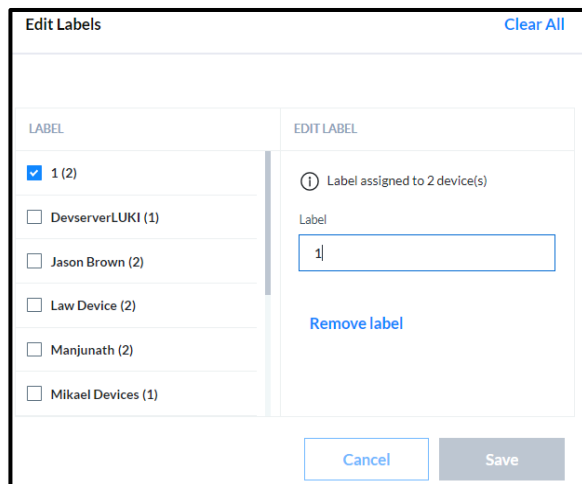 Edit Labels
Clear All
LABEL
1 (2)
DevserverLUKI (1)
Jason Brown (2)
Law Device (2)
Manjunath (2)
Mikael Devices (1)
EDIT LABEL
Label assigned to 2 device(s)
Label
1
Remove label
Cancel
Save